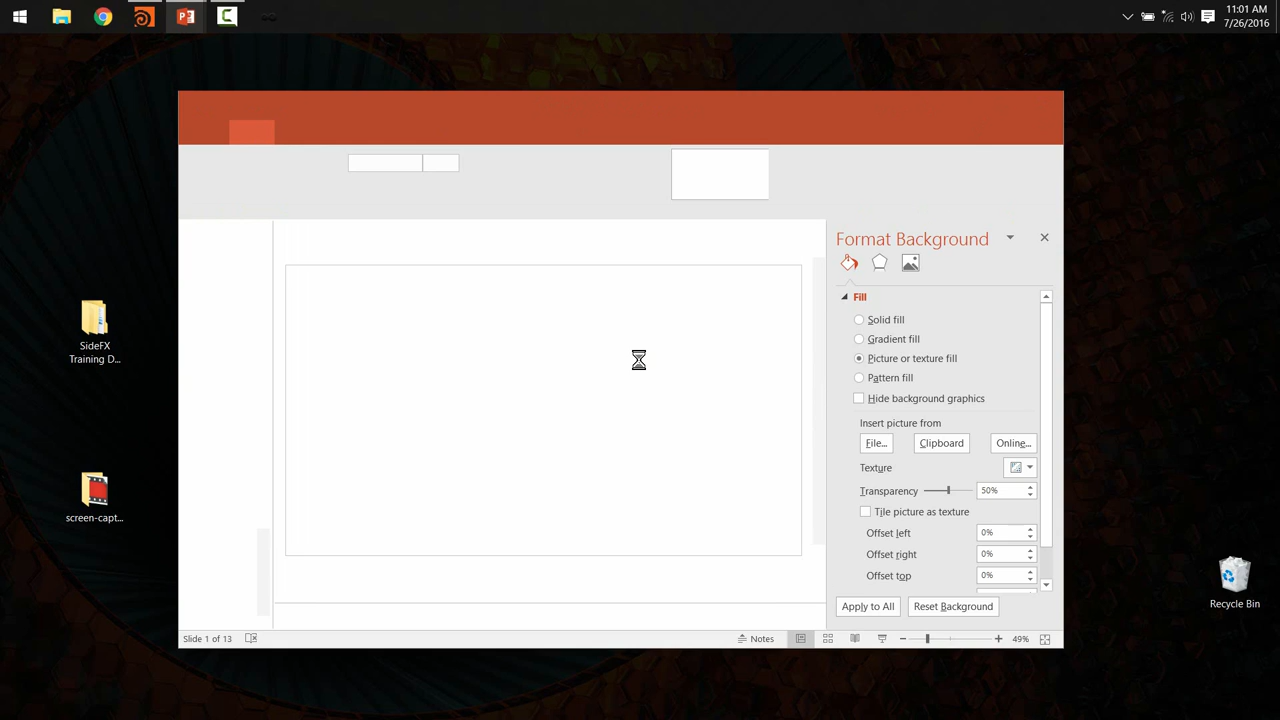 11:01 AM
7/26/2016
SideFX
Training D...
screen-capt...
Recycle Bin
Format Background
Fill
Solid fill
Gradient fill
Picture or texture fill
Pattern fill
Hide background graphics
Insert picture from
File... Clipboard Online...
Texture
Transparency 50%
Tile picture as texture
Offset left 0%
Offset right 0%
Offset top 0%
Apply to All Reset Background
Slide 1 of 13 Notes 49%